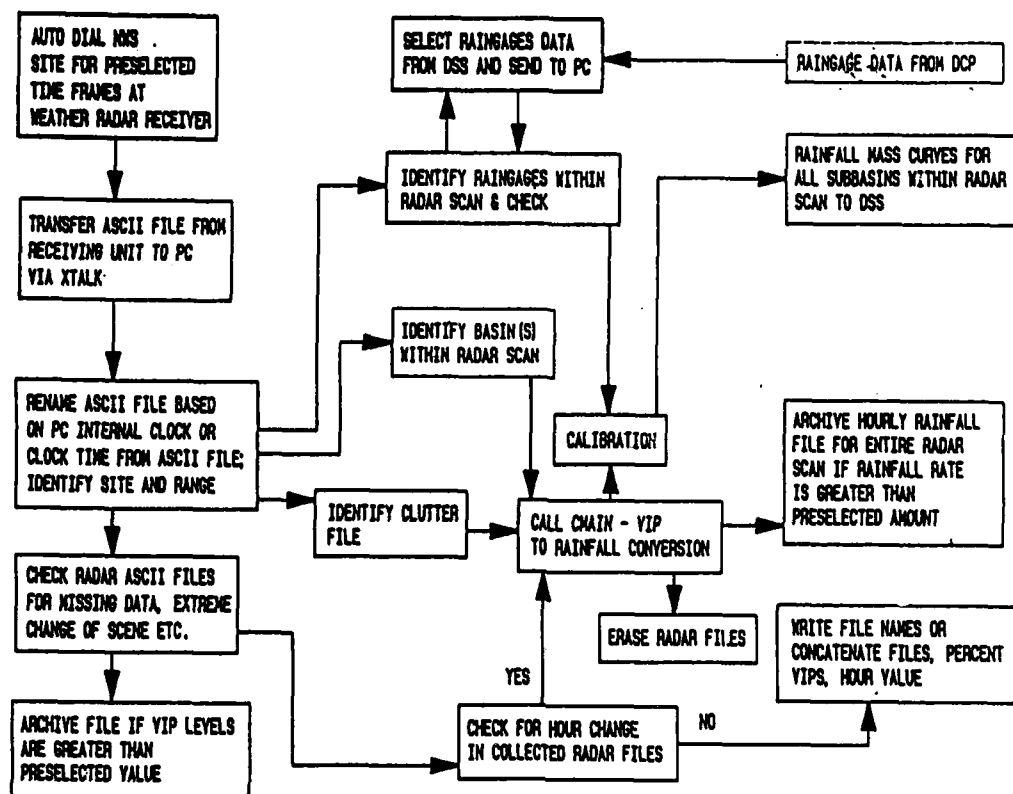 AUTO DIAL NWS
SITE FOR PRESELECTED
TIME FRAMES AT
WEATHER RADAR RECEIVER
TRANSFER ASCII FILE FROM
RECEIVING UNIT TO PC
VIA XTALK
RENAME ASCII FILE BASED
ON PC INTERNAL CLOCK OR
CLOCK TIME FROM ASCII FILE;
IDENTIFY SITE AND RANGE
CHECK RADAR ASCII FILES
FOR MISSING DATA, EXTREME
CHANGE OF SCENE ETC.
ARCHIVE FILE IF VIP LEVELS
ARE GREATER THAN
PRESELECTED VALUE
SELECT RAINGAGES DATA
FROM DSS AND SEND TO PC
IDENTIFY RAINGAGES WITHIN
RADAR SCAN & CHECK
IDENTIFY BASIN(S)
WITHIN RADAR SCAN
IDENTIFY CLUTTER
FILE
CALIBRATION
CALL CHAIN - VIP
TO RAINFALL CONVERSION
ERASE RADAR FILES
YES
CHECK FOR HOUR CHANGE
IN COLLECTED RADAR FILES
NO
RAINGAGE DATA FROM DCP
RAINFALL MASS CURVES FOR
ALL SUBBASINS WITHIN RADAR
SCAN TO DSS
ARCHIVE HOURLY RAINFALL
FILE FOR ENTIRE RADAR
SCAN IF RAINFALL RATE
IS GREATER THAN
PRESELECTED AMOUNT
WRITE FILE NAMES OR
CONCATENATE FILES, PERCENT
VIPS, HOUR VALUE